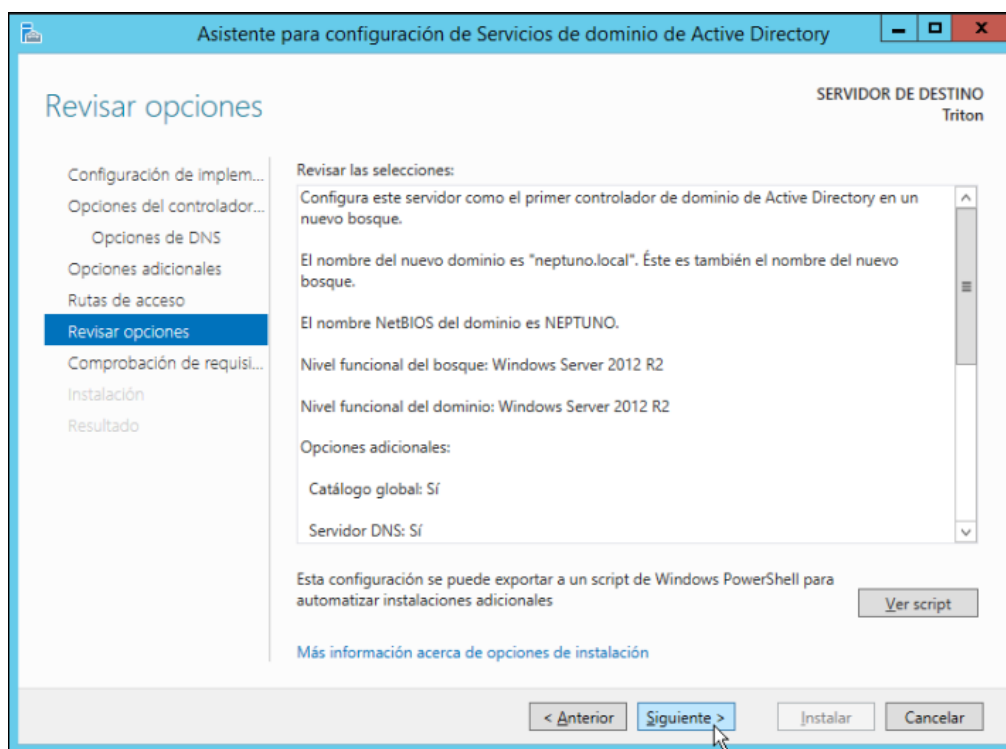 Asistente para configuración de Servicios de dominio de Active Directory
Revisar opciones
SERVIDOR DE DESTINO
Triton
Configuración de implem...
Opciones del controlador...
Opciones de DNS
Opciones adicionales
Rutas de acceso
Revisar opciones
Comprobación de requisi...
Instalación
Resultado
Revisar las selecciones:
Configura este servidor como el primer controlador de dominio de Active Directory en un
nuevo bosque.
El nombre del nuevo dominio es "neptuno.local". Éste es también el nombre del nuevo
bosque.
El nombre NetBIOS del dominio es NEPTUNO.
Nivel funcional del bosque: Windows Server 2012 R2
Nivel funcional del dominio: Windows Server 2012 R2
Opciones adicionales:
Catálogo global: Sí
Servidor DNS: Sí
Esta configuración se puede exportar a un script de Windows PowerShell para
automatizar instalaciones adicionales
Ver script
Más información acerca de opciones de instalación
< Anterior
Siguiente >
Instalar
Cancelar